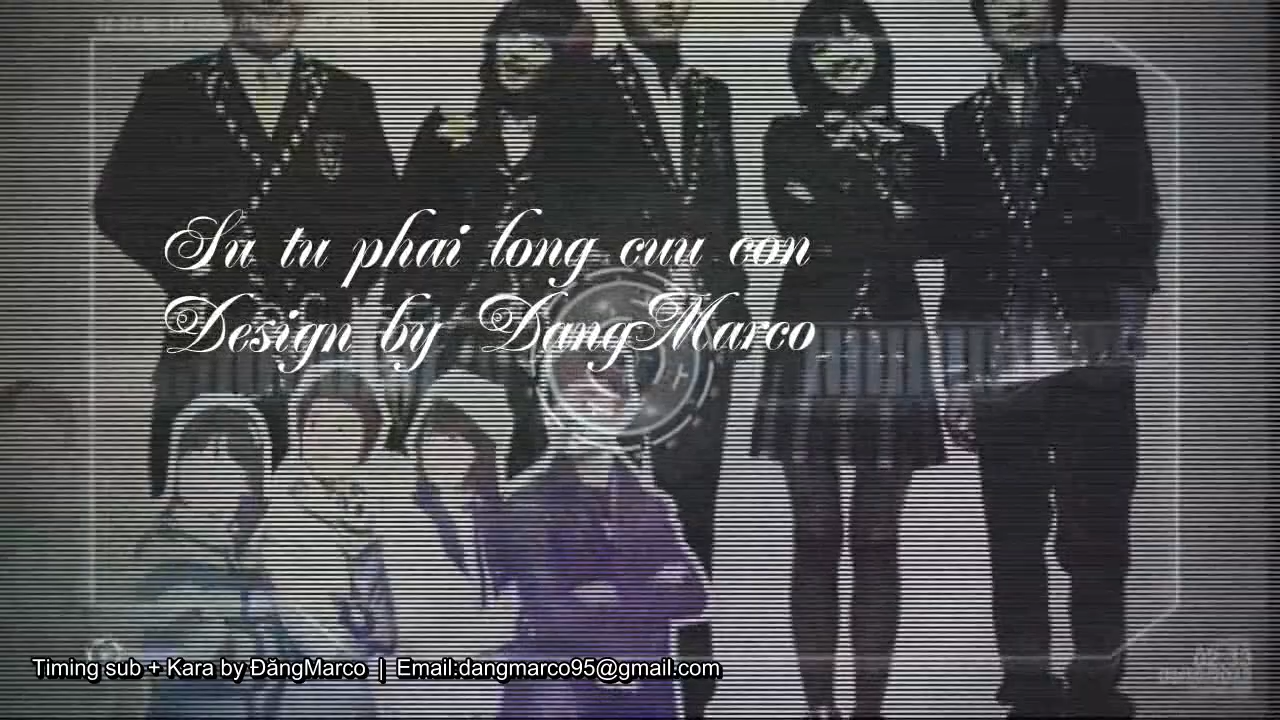 Su tu phai long cuu con
Design by DangMarco
Timing sub + Kara by ĐăngMarco | Email:dangmarco95@gmail.com